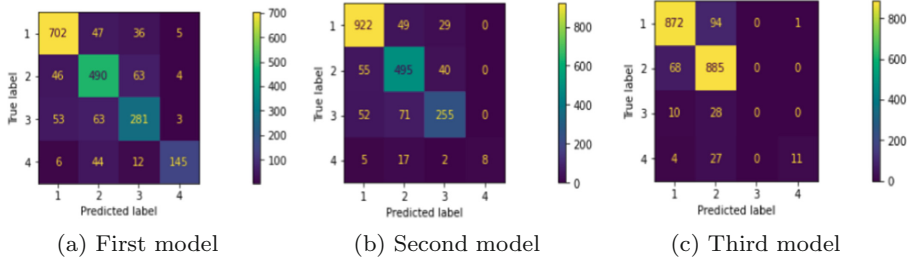 1 702 47 36 5
2 46 490 63 4
3 53 63 281 3
4 6 44 12 145
1 2 3 4
Predicted label
True label
700
600
500
400
300
200
100
(a) First model
1 922 49 29 0
2 55 495 40 0
3 52 71 255 0
4 5 17 2 8
1 2 3 4
Predicted label
True label
800
600
400
200
0
(b) Second model
1 872 94 0 1
2 68 885 0 0
3 10 28 0 0
4 4 27 0 11
1 2 3 4
Predicted label
True label
800
600
400
200
0
(c) Third model